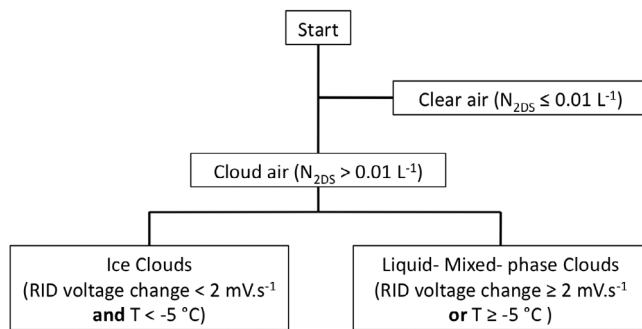 Start
Clear air (N₂DS ≤ 0.01 L⁻¹)
Cloud air (N₂DS > 0.01 L⁻¹)
Ice Clouds
(RID voltage change < 2 mV.s⁻¹
and T < -5 °C)
Liquid- Mixed- phase Clouds
(RID voltage change ≥ 2 mV.s⁻¹
or T ≥ -5 °C )